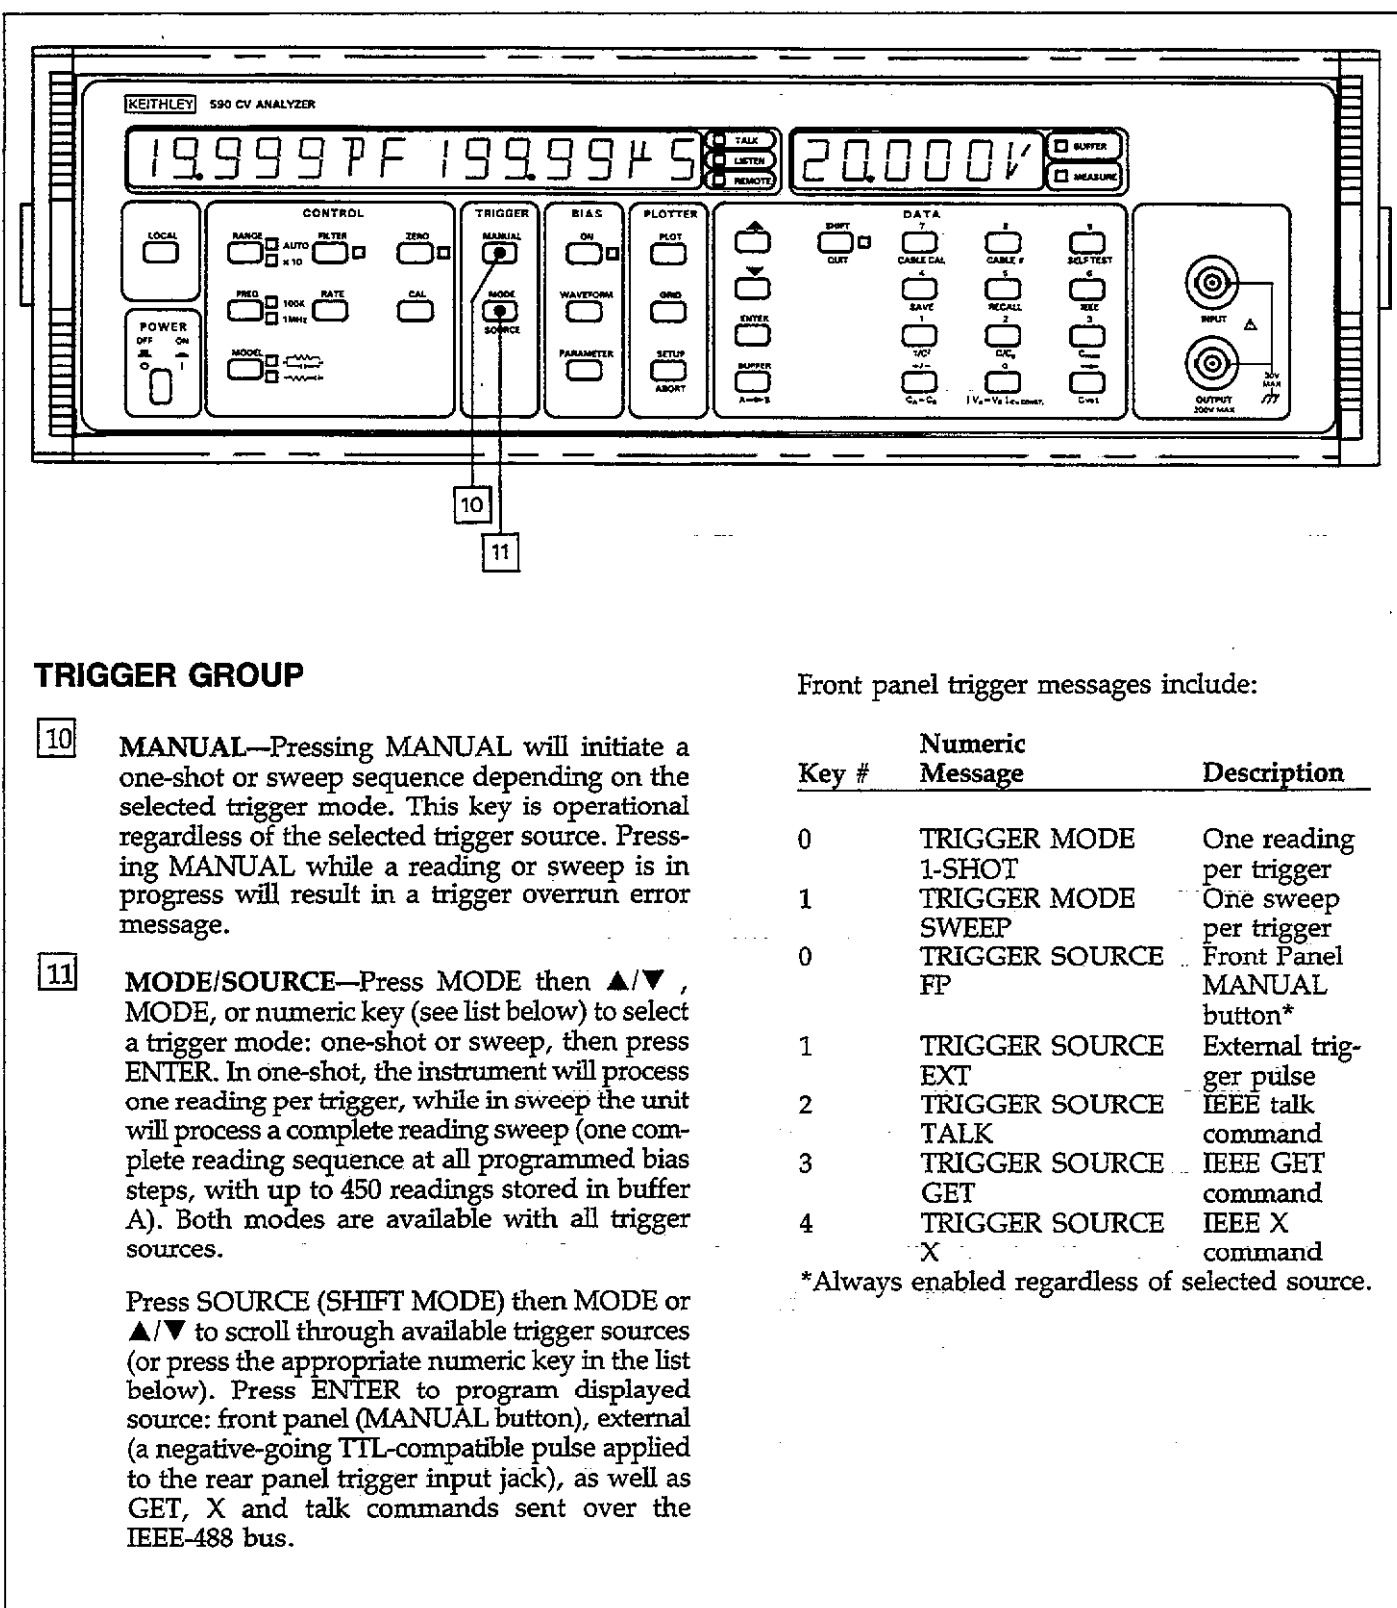 KEITHLEY 590 CV ANALYZER
19.999PF 199.99µS
TALK
LISTEN
REMOTE
20.000V
BUFFER
MEASURE
LOCAL
POWER
OFF ON
O I
CONTROL
RANGE AUTO FILTER ZERO
x 10
FREQ 100K RATE CAL
1MHz
MODEL
TRIGGER
MANUAL
MODE
SOURCE
BIAS
ON
WAVEFORM
PARAMETER
PLOTTER
PLOT
GRID
SETUP
ABORT
DATA
▲ SHIFT 7 8 9
QUIT CABLE CAL CABLE # SELF TEST
▼ 4 5 6
SAVE RECALL IEEE
ENTER 1 2 3
1/C² C/C₀
BUFFER +/− 0
A→B CA−CB
INPUT
OUTPUT
200V MAX
30V
MAX
10
11
TRIGGER GROUP
10 MANUAL—Pressing MANUAL will initiate a
one-shot or sweep sequence depending on the
selected trigger mode. This key is operational
regardless of the selected trigger source. Press-
ing MANUAL while a reading or sweep is in
progress will result in a trigger overrun error
message.
11 MODE/SOURCE—Press MODE then ▲/▼ ,
MODE, or numeric key (see list below) to select
a trigger mode: one-shot or sweep, then press
ENTER. In one-shot, the instrument will process
one reading per trigger, while in sweep the unit
will process a complete reading sweep (one com-
plete reading sequence at all programmed bias
steps, with up to 450 readings stored in buffer
A). Both modes are available with all trigger
sources.
Press SOURCE (SHIFT MODE) then MODE or
▲/▼ to scroll through available trigger sources
(or press the appropriate numeric key in the list
below). Press ENTER to program displayed
source: front panel (MANUAL button), external
(a negative-going TTL-compatible pulse applied
to the rear panel trigger input jack), as well as
GET, X and talk commands sent over the
IEEE-488 bus.
Front panel trigger messages include:
Numeric
Key # Message Description
0 TRIGGER MODE One reading
1-SHOT per trigger
1 TRIGGER MODE One sweep
SWEEP per trigger
0 TRIGGER SOURCE Front Panel
FP MANUAL
button*
1 TRIGGER SOURCE External trig-
EXT ger pulse
2 TRIGGER SOURCE IEEE talk
TALK command
3 TRIGGER SOURCE IEEE GET
GET command
4 TRIGGER SOURCE IEEE X
X command
*Always enabled regardless of selected source.